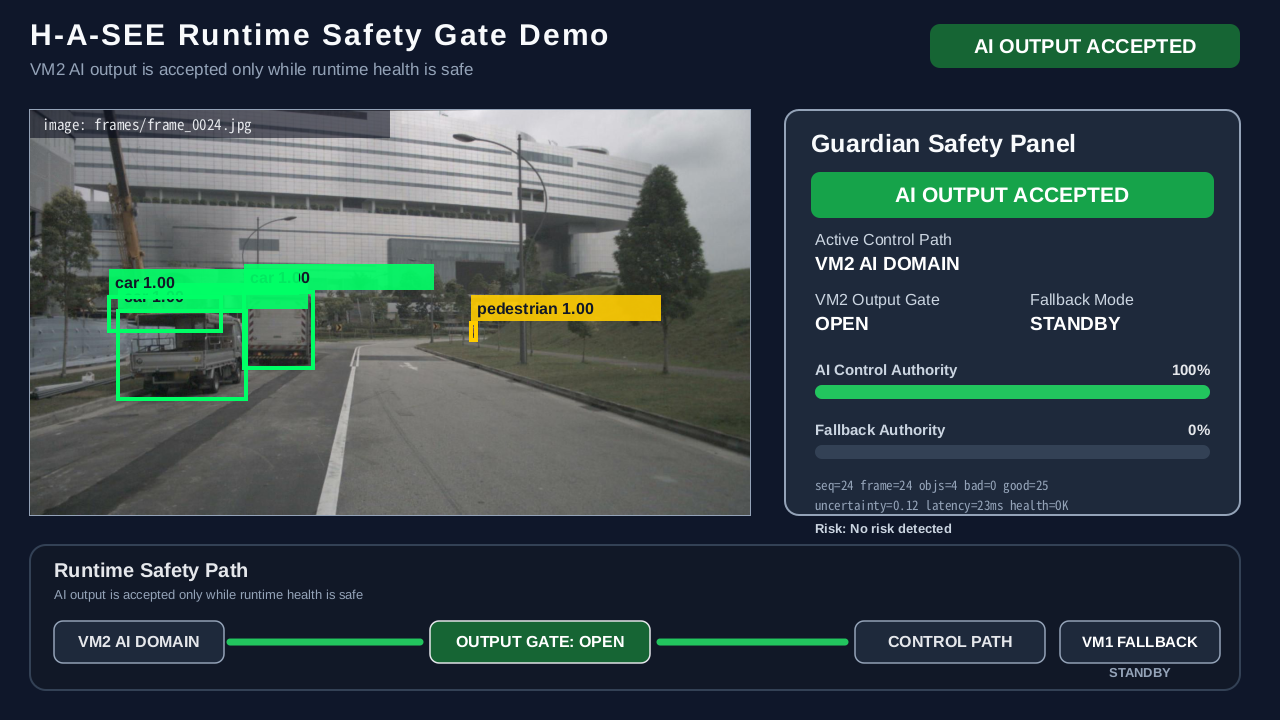 H-A-SEE Runtime Safety Gate Demo
VM2 AI output is accepted only while runtime health is safe
AI OUTPUT ACCEPTED
image: frames/frame_0024.jpg
car 1.00
car 1.00
car 1.00
pedestrian 1.00
Guardian Safety Panel
AI OUTPUT ACCEPTED
Active Control Path
VM2 AI DOMAIN
VM2 Output Gate
OPEN
Fallback Mode
STANDBY
AI Control Authority 100%
Fallback Authority 0%
seq=24 frame=24 objs=4 bad=0 good=25
uncertainty=0.12 latency=23ms health=OK
Risk: No risk detected
Runtime Safety Path
AI output is accepted only while runtime health is safe
VM2 AI DOMAIN
OUTPUT GATE: OPEN
CONTROL PATH
VM1 FALLBACK
STANDBY